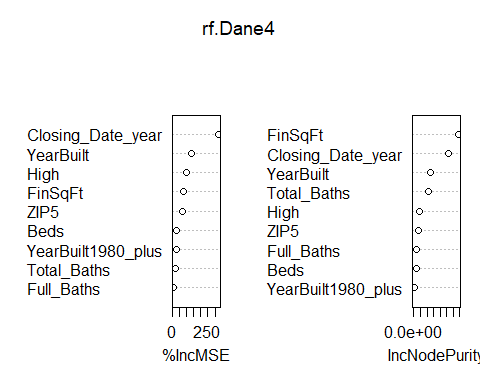 rf.Dane4
Closing_Date_year
YearBuilt
High
FinSqFt
ZIP5
Beds
YearBuilt1980_plus
Total_Baths
Full_Baths
0 250
%IncMSE
FinSqFt
Closing_Date_year
YearBuilt
Total_Baths
High
ZIP5
Full_Baths
Beds
YearBuilt1980_plus
0.0e+00
IncNodePurity